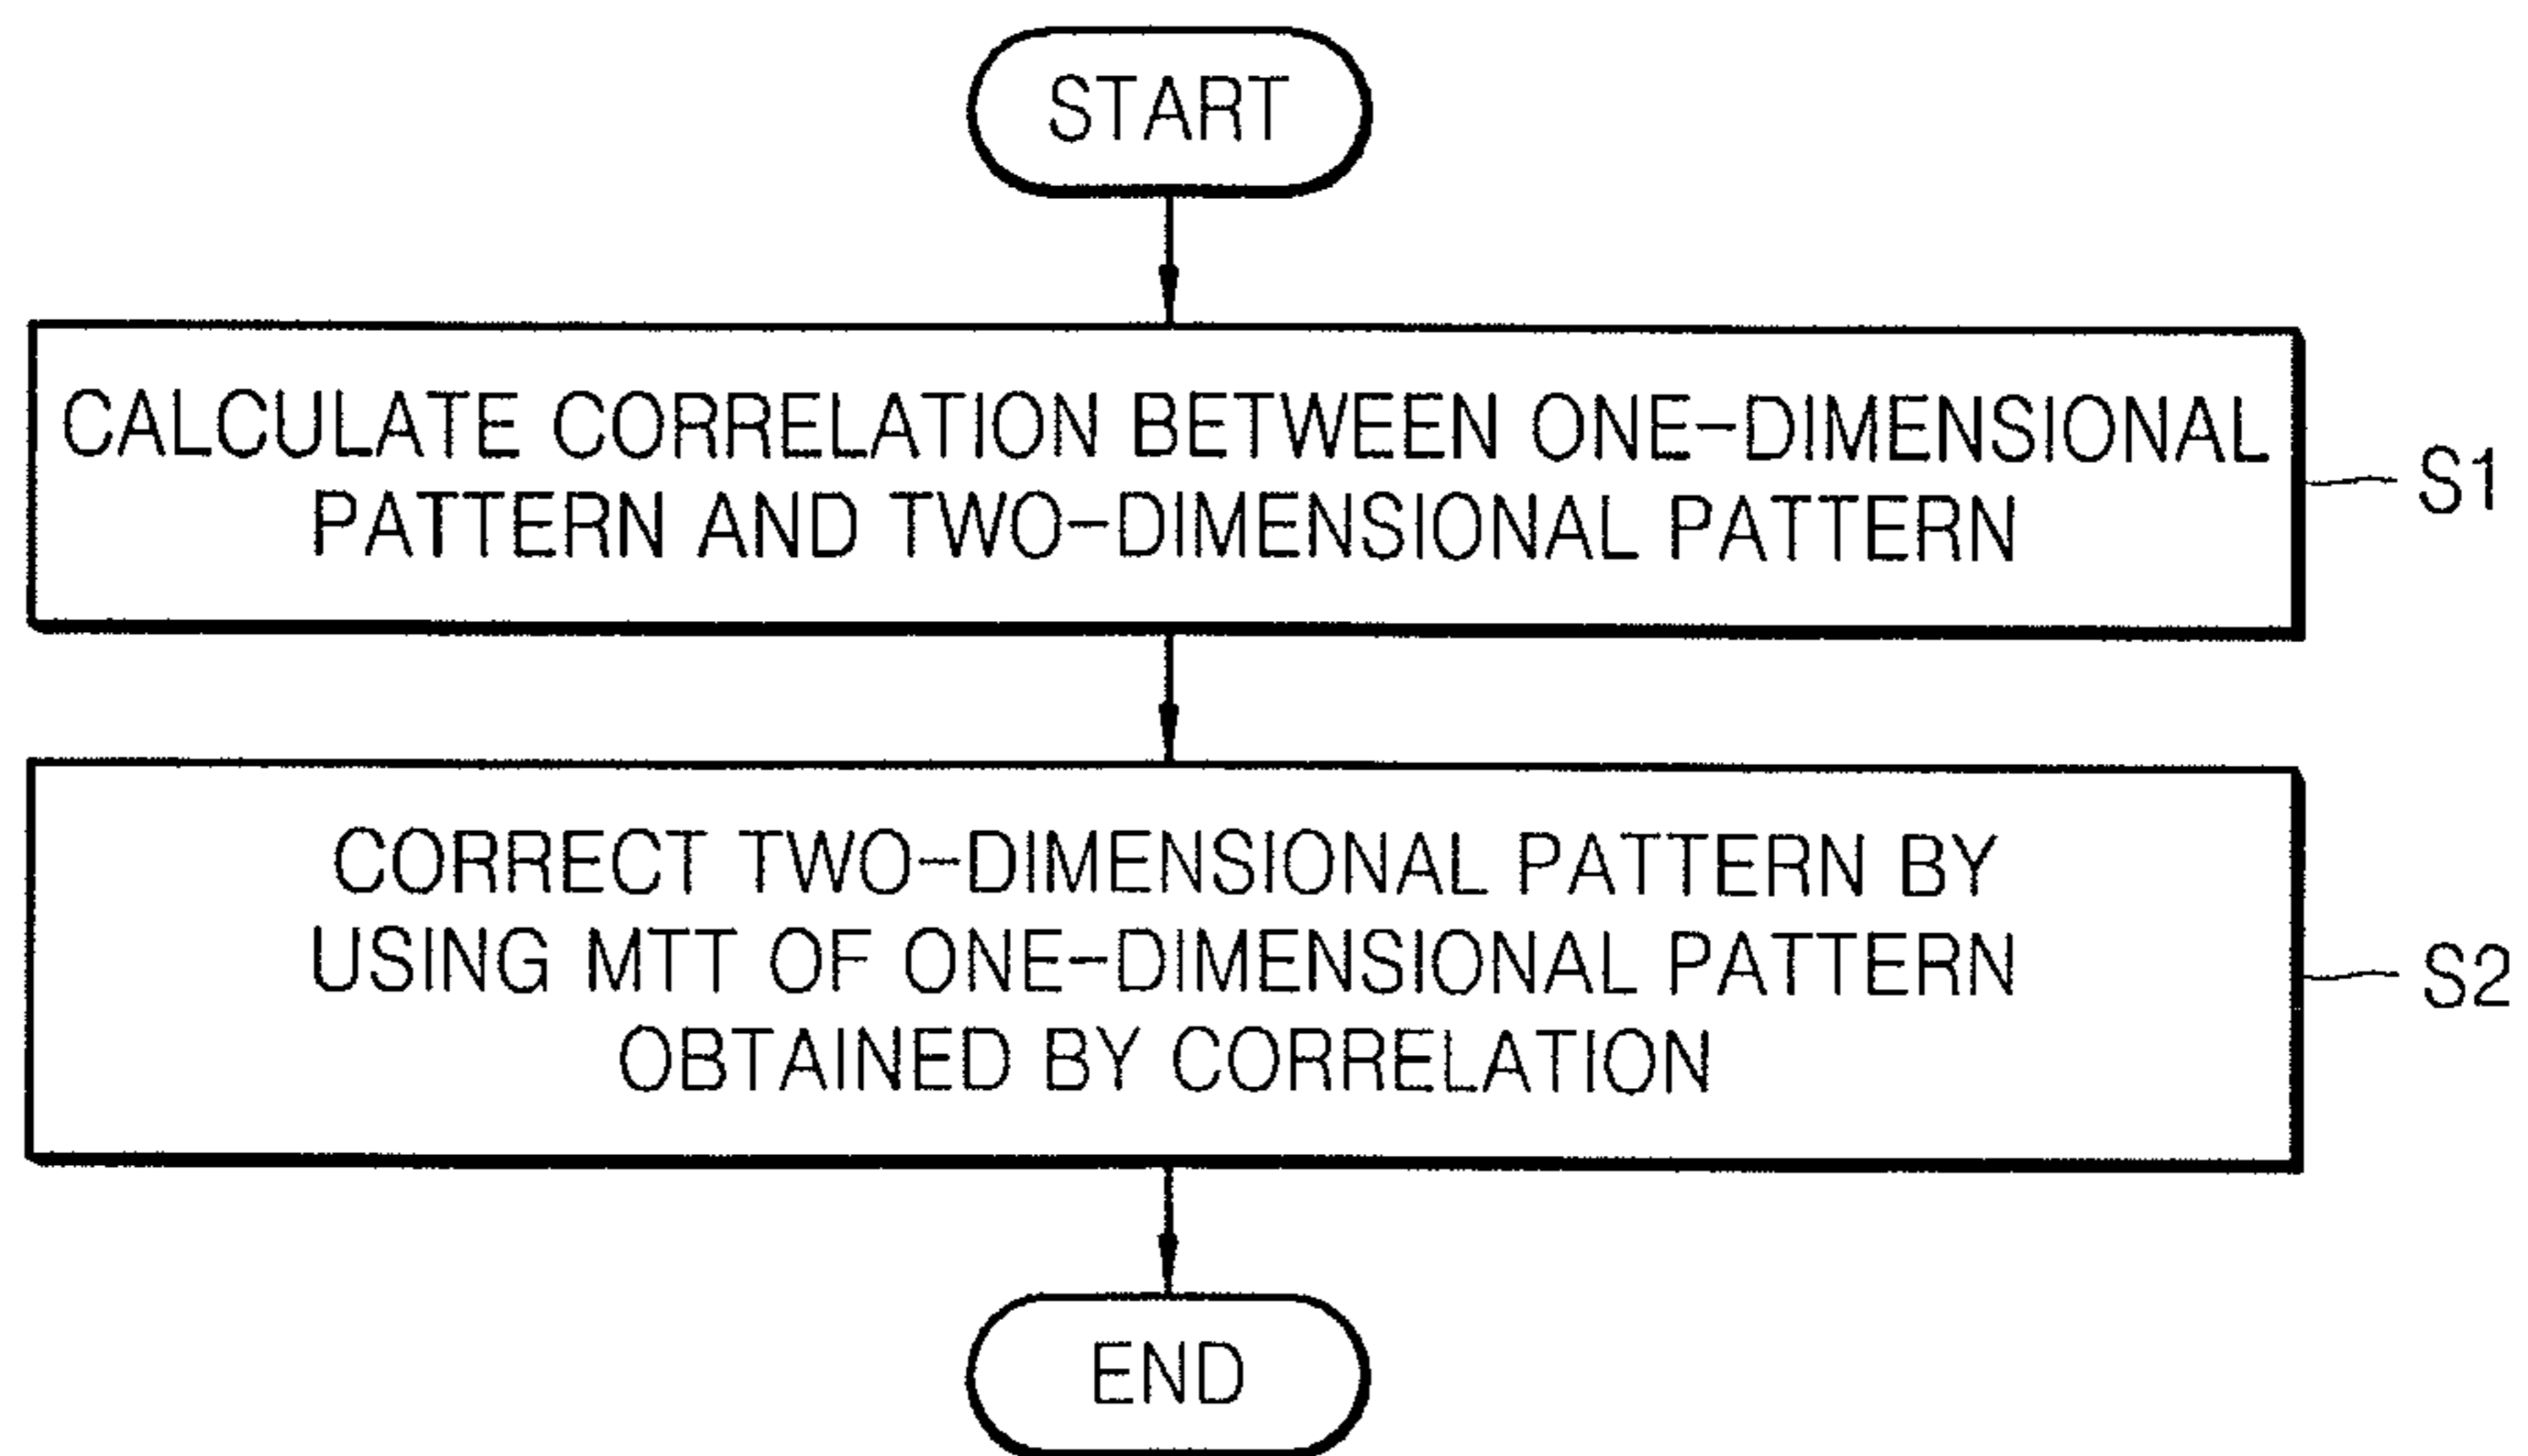 START
CALCULATE CORRELATION BETWEEN ONE-DIMENSIONAL
PATTERN AND TWO-DIMENSIONAL PATTERN
S1
CORRECT TWO-DIMENSIONAL PATTERN BY
USING MTT OF ONE-DIMENSIONAL PATTERN
OBTAINED BY CORRELATION
S2
END